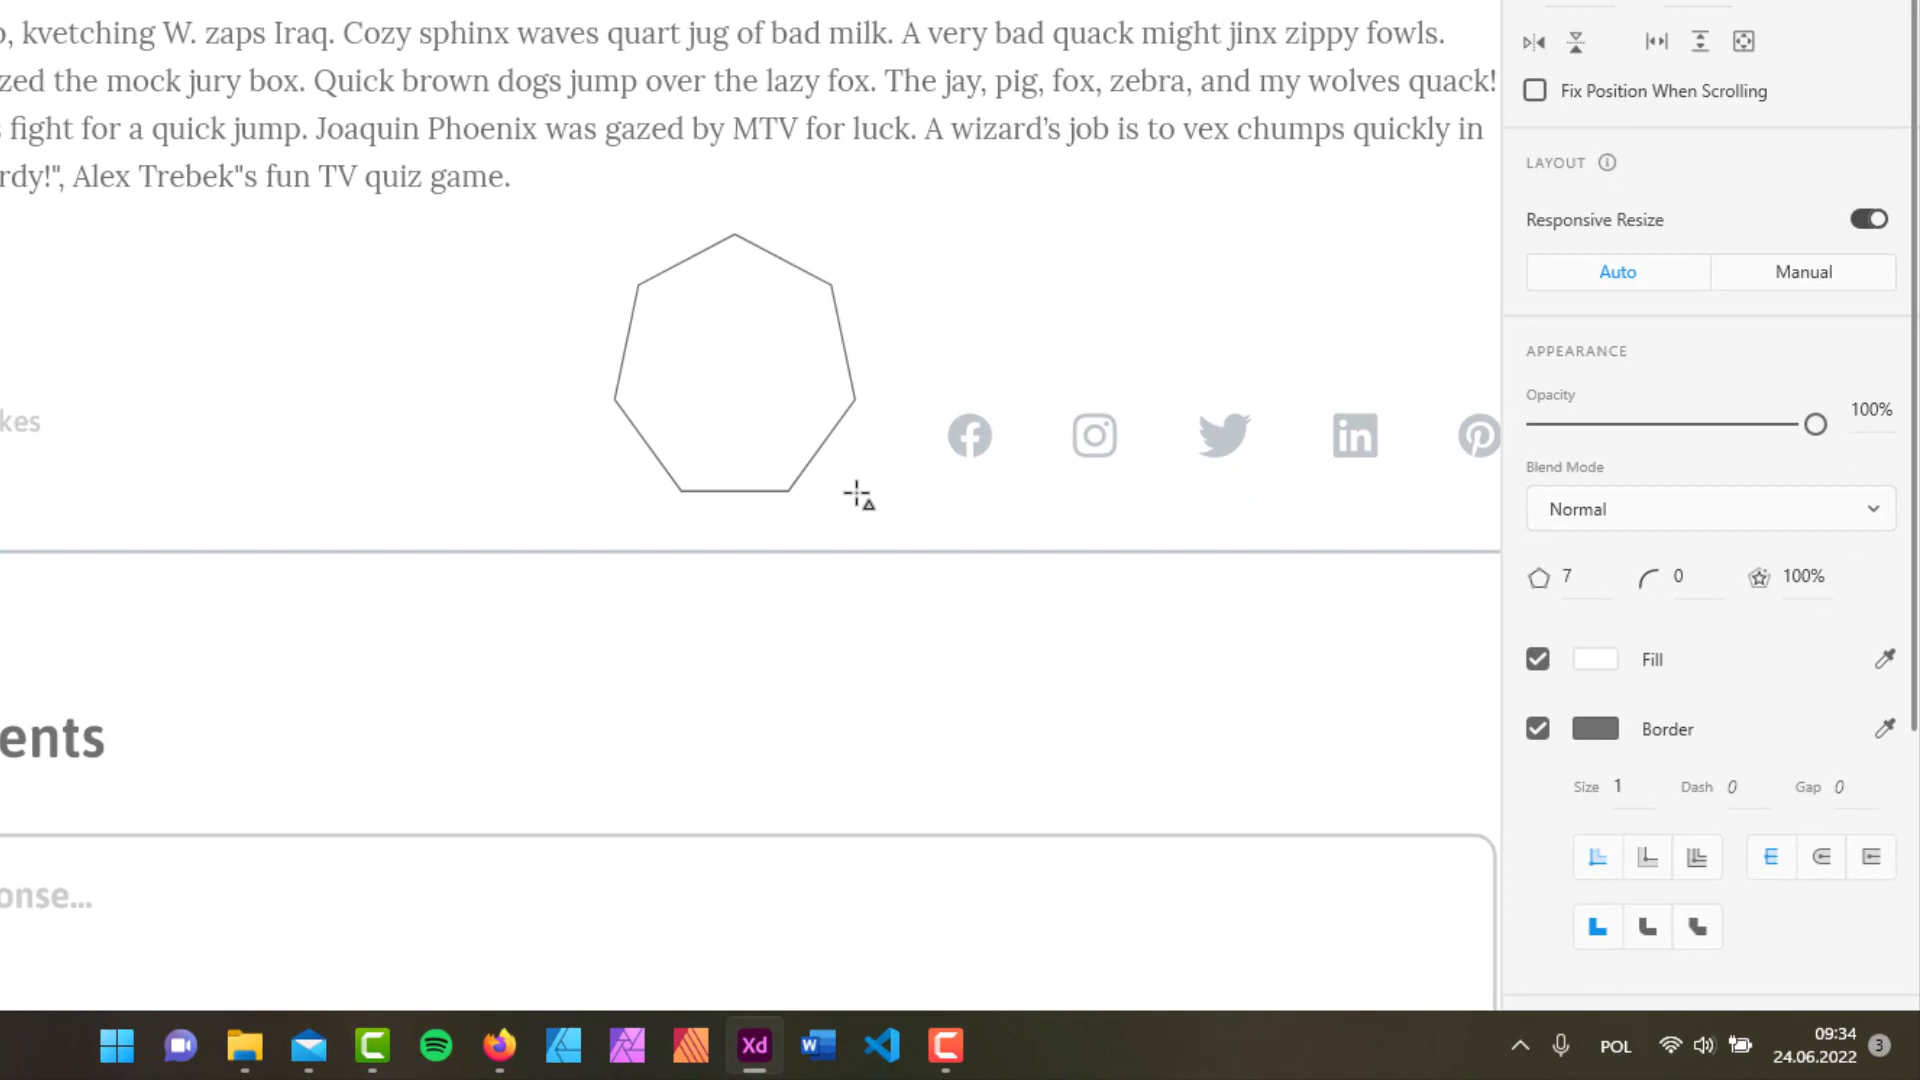 , kvetching W. zaps Iraq. Cozy sphinx waves quart jug of bad milk. A very bad quack might jinx zippy fowls.
zed the mock jury box. Quick brown dogs jump over the lazy fox. The jay, pig, fox, zebra, and my wolves quack!
fight for a quick jump. Joaquin Phoenix was gazed by MTV for luck. A wizard's job is to vex chumps quickly in
rdy!", Alex Trebek"s fun TV quiz game.
kes
ents
onse...
Fix Position When Scrolling
LAYOUT
Responsive Resize
Auto
Manual
APPEARANCE
Opacity
100%
Blend Mode
Normal
7
0
100%
Fill
Border
Size 1
Dash 0
Gap 0
Xd
POL
09:34
24.06.2022
3